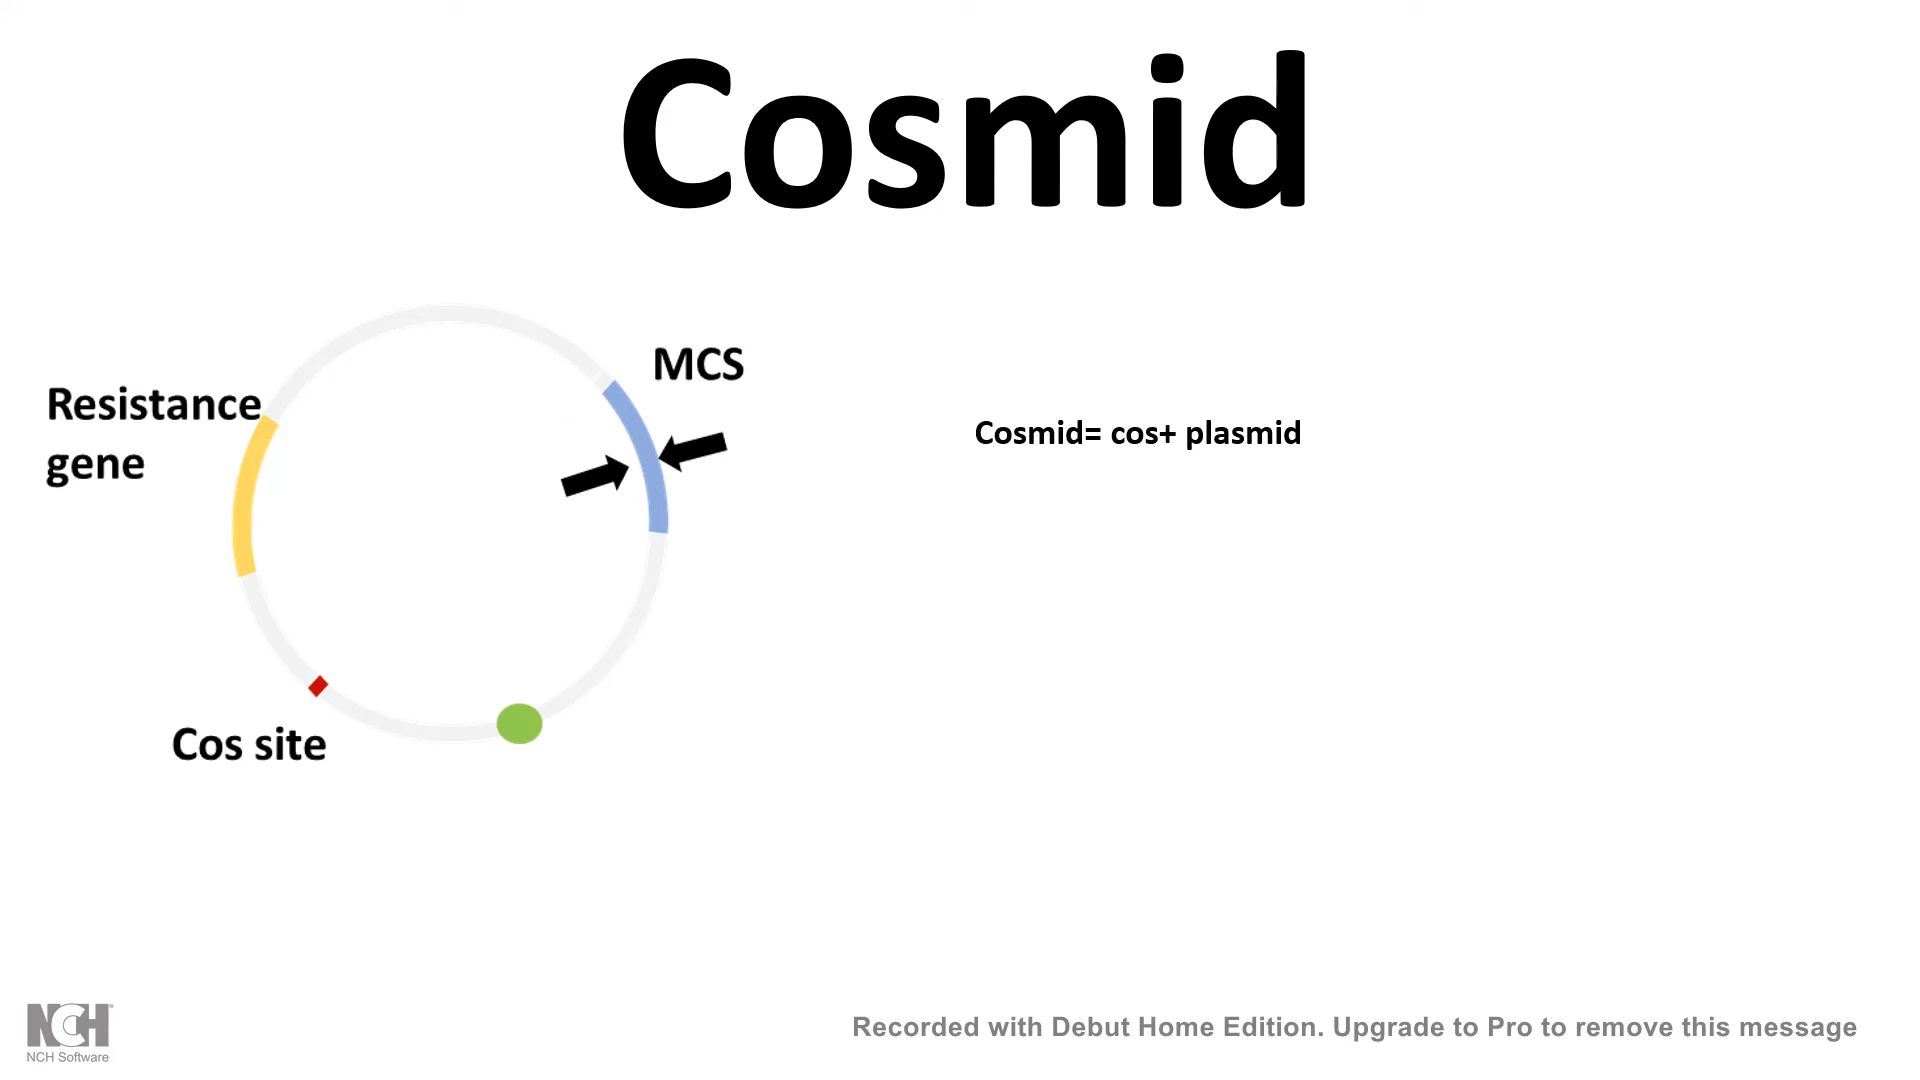 Cosmid
MCS
Resistance
gene
Cosmid= cos+ plasmid
Cos site
NCH
NCH Software
Recorded with Debut Home Edition. Upgrade to Pro to remove this message